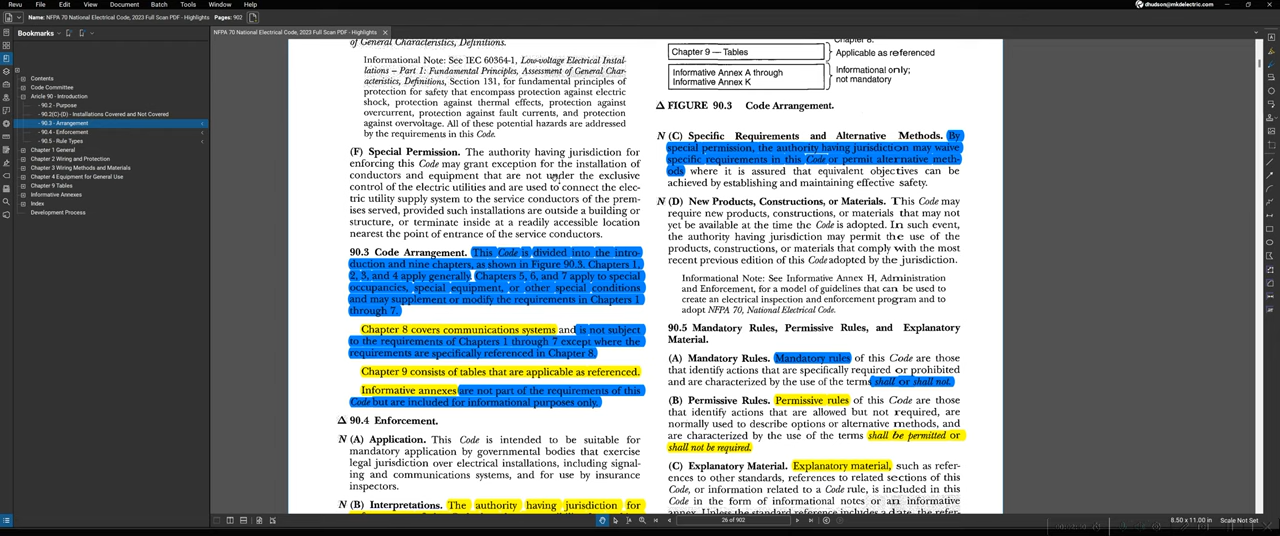 Revu File Edit View Document Batch Tools Window Help
dhudson@mkdelectric.com
Name: NFPA 70 National Electrical Code, 2023 Full Scan PDF - Highlights Pages: 902
Bookmarks
NFPA 70 National Electrical Code, 2023 Full Scan PDF - Highlights
Contents
Code Committee
Aricle 90 - Introduction
- 90.2 - Purpose
- 90.2(C)-(D) - Installations Covered and Not Covered
- 90.3 - Arrangement
- 90.4 - Enforcement
- 90.5 - Rule Types
Chapter 1 General
Chapter 2 Wiring and Protection
Chapter 3 Wiring Methods and Materials
Chapter 4 Equipment for General Use
Chapter 9 Tables
Informative Annexes
Index
Development Process
of General Characteristics, Definitions.
Informational Note: See IEC 60364-1, Low-voltage Electrical Instal-
lations – Part 1: Fundamental Principles, Assessment of General Char-
acteristics, Definitions, Section 131, for fundamental principles of
protection for safety that encompass protection against electric
shock, protection against thermal effects, protection against
overcurrent, protection against fault currents, and protection
against overvoltage. All of these potential hazards are addressed
by the requirements in this Code.
(F) Special Permission. The authority having jurisdiction for
enforcing this Code may grant exception for the installation of
conductors and equipment that are not under the exclusive
control of the electric utilities and are used to connect the elec-
tric utility supply system to the service conductors of the prem-
ises served, provided such installations are outside a building or
structure, or terminate inside at a readily accessible location
nearest the point of entrance of the service conductors.
90.3 Code Arrangement. This Code is divided into the intro-
duction and nine chapters, as shown in Figure 90.3. Chapters 1,
2, 3, and 4 apply generally. Chapters 5, 6, and 7 apply to special
occupancies, special equipment, or other special conditions
and may supplement or modify the requirements in Chapters 1
through 7.
Chapter 8 covers communications systems and is not subject
to the requirements of Chapters 1 through 7 except where the
requirements are specifically referenced in Chapter 8.
Chapter 9 consists of tables that are applicable as referenced.
Informative annexes are not part of the requirements of this
Code but are included for informational purposes only.
Δ 90.4 Enforcement.
N (A) Application. This Code is intended to be suitable for
mandatory application by governmental bodies that exercise
legal jurisdiction over electrical installations, including signal-
ing and communications systems, and for use by insurance
inspectors.
N (B) Interpretations. The authority having jurisdiction for
Chapter 8.
Chapter 9 — Tables
Applicable as referenced
Informative Annex A through
Informative Annex K
Informational only;
not mandatory
Δ FIGURE 90.3 Code Arrangement.
N (C) Specific Requirements and Alternative Methods. By
special permission, the authority having jurisdiction may waive
specific requirements in this Code or permit alternative meth-
ods where it is assured that equivalent objectives can be
achieved by establishing and maintaining effective safety.
N (D) New Products, Constructions, or Materials. This Code may
require new products, constructions, or materials that may not
yet be available at the time the Code is adopted. In such event,
the authority having jurisdiction may permit the use of the
products, constructions, or materials that comply with the most
recent previous edition of this Code adopted by the jurisdiction.
Informational Note: See Informative Annex H, Administration
and Enforcement, for a model of guidelines that can be used to
create an electrical inspection and enforcement program and to
adopt NFPA 70, National Electrical Code.
90.5 Mandatory Rules, Permissive Rules, and Explanatory
Material.
(A) Mandatory Rules. Mandatory rules of this Code are those
that identify actions that are specifically required or prohibited
and are characterized by the use of the terms shall or shall not.
(B) Permissive Rules. Permissive rules of this Code are those
that identify actions that are allowed but not required, are
normally used to describe options or alternative methods, and
are characterized by the use of the terms shall be permitted or
shall not be required.
(C) Explanatory Material. Explanatory material, such as refer-
ences to other standards, references to related sections of this
Code, or information related to a Code rule, is included in this
Code in the form of informational notes or an informative
annex. Unless the standard reference includes a date, the refer-
26 of 902
8.50 x 11.00 in Scale Not Set